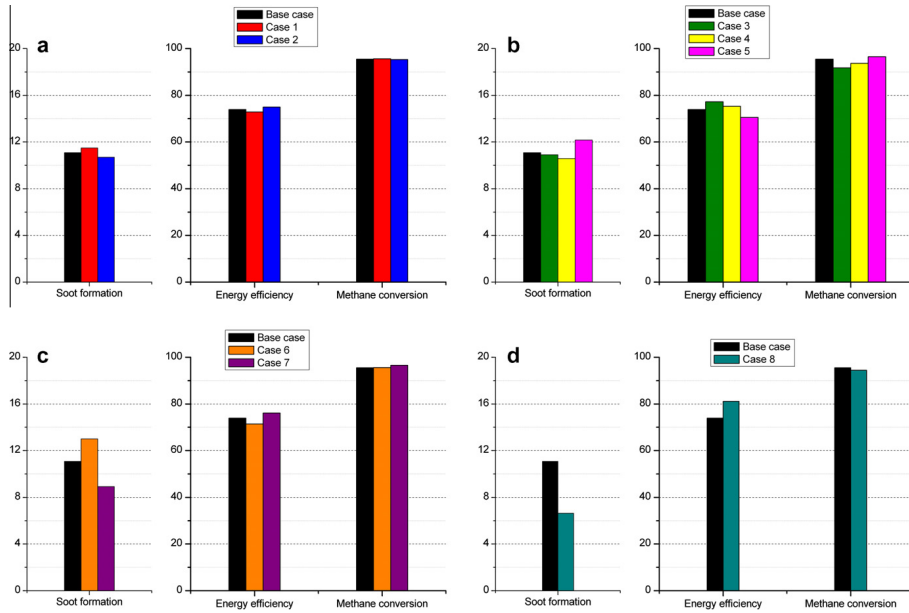 Base case
Case 1
Case 2
a
20
16
12
8
4
0
Soot formation
100
80
60
40
20
0
Energy efficiency
Methane conversion
Base case
Case 3
Case 4
Case 5
b
20
16
12
8
4
0
Soot formation
100
80
60
40
20
0
Energy efficiency
Methane conversion
Base case
Case 6
Case 7
c
20
16
12
8
4
0
Soot formation
100
80
60
40
20
0
Energy efficiency
Methane conversion
Base case
Case 8
d
20
16
12
8
4
0
Soot formation
100
80
60
40
20
0
Energy efficiency
Methane conversion